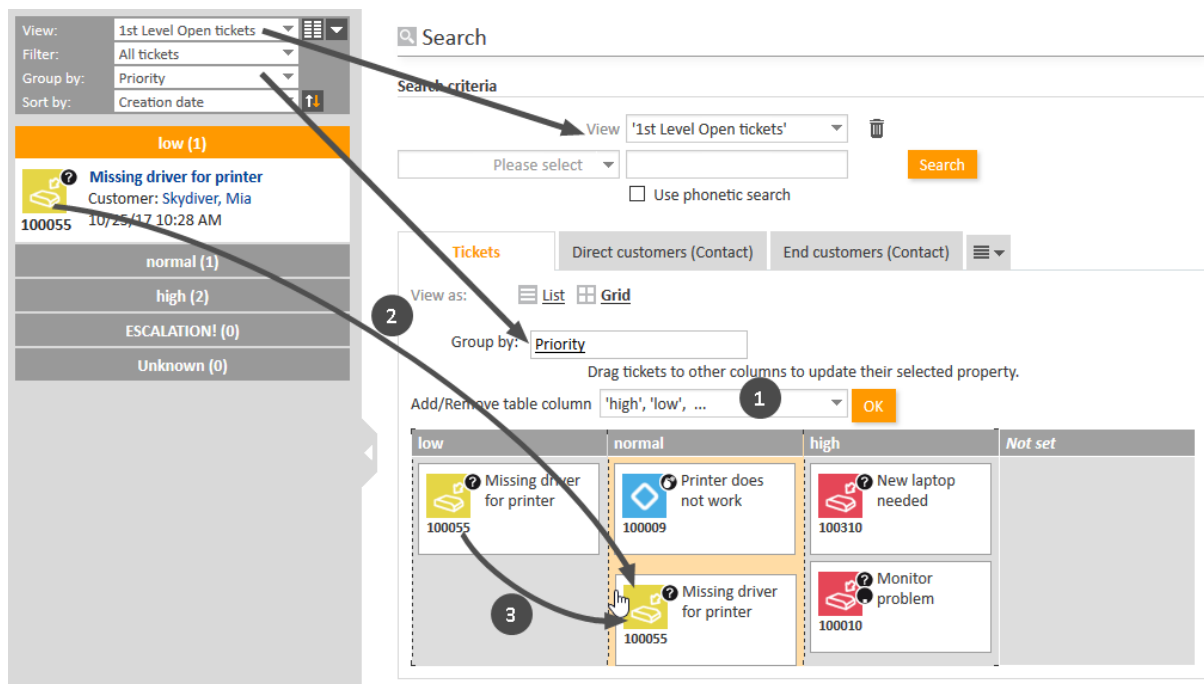 View: 1st Level Open tickets
Filter: All tickets
Group by: Priority
Sort by: Creation date
low (1)
Missing driver for printer
Customer: Skydiver, Mia
10/25/17 10:28 AM
100055
normal (1)
high (2)
ESCALATION! (0)
Unknown (0)
Search
Search criteria
View '1st Level Open tickets'
Please select Search
Use phonetic search
Tickets Direct customers (Contact) End customers (Contact)
View as: List Grid
2
Group by: Priority
Drag tickets to other columns to update their selected property.
Add/Remove table column 'high', 'low', ... 1 OK
low normal high Not set
Missing driver
for printer
100055
Printer does
not work
100009
New laptop
needed
100310
3
Missing driver
for printer
100055
Monitor
problem
100010